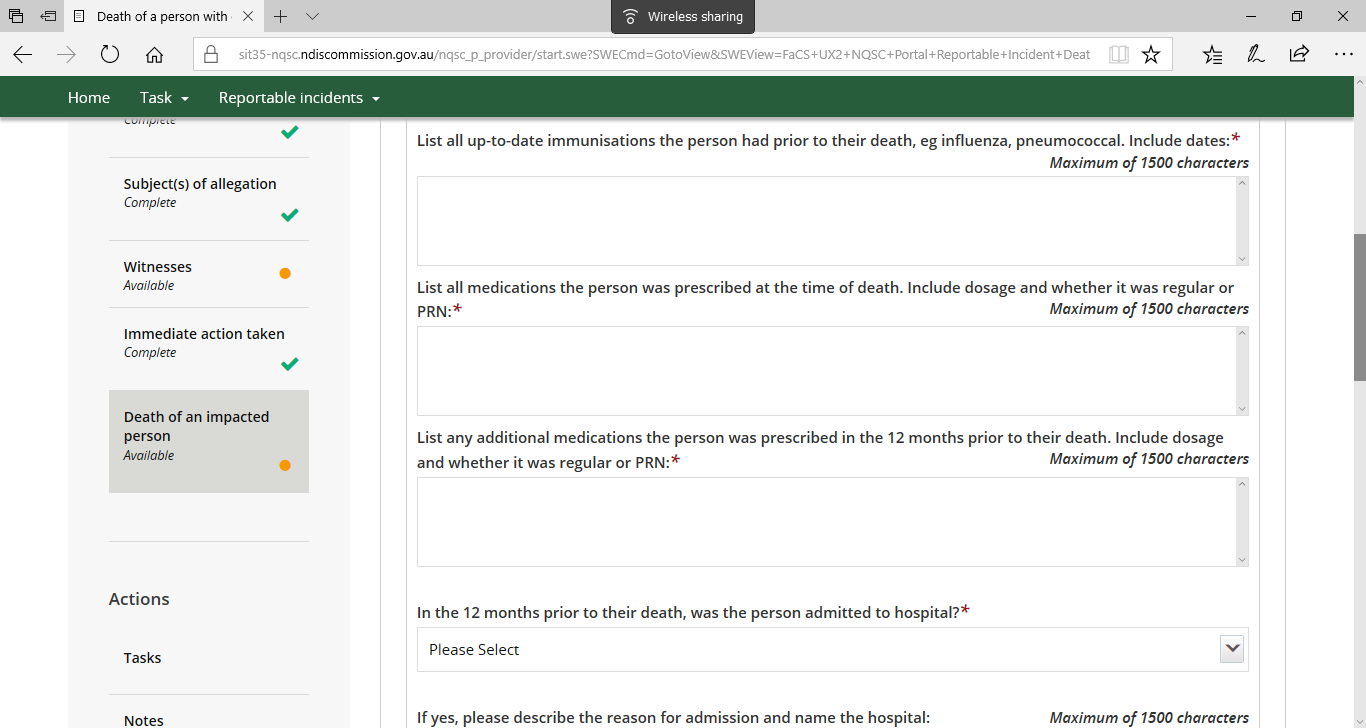 Death of a person with
Wireless sharing
sit35-nqsc.ndiscommission.gov.au/nqsc_p_provider/start.swe?SWECmd=GotoView&SWEView=FaCS+UX2+NQSC+Portal+Reportable+Incident+Deat
Home Task Reportable incidents
Complete
Subject(s) of allegation
Complete
Witnesses
Available
Immediate action taken
Complete
Death of an impacted
person
Available
Actions
Tasks
Notes
List all up-to-date immunisations the person had prior to their death, eg influenza, pneumococcal. Include dates:*
Maximum of 1500 characters
List all medications the person was prescribed at the time of death. Include dosage and whether it was regular or
PRN:* Maximum of 1500 characters
List any additional medications the person was prescribed in the 12 months prior to their death. Include dosage
and whether it was regular or PRN:* Maximum of 1500 characters
In the 12 months prior to their death, was the person admitted to hospital?*
Please Select
If yes, please describe the reason for admission and name the hospital: Maximum of 1500 characters